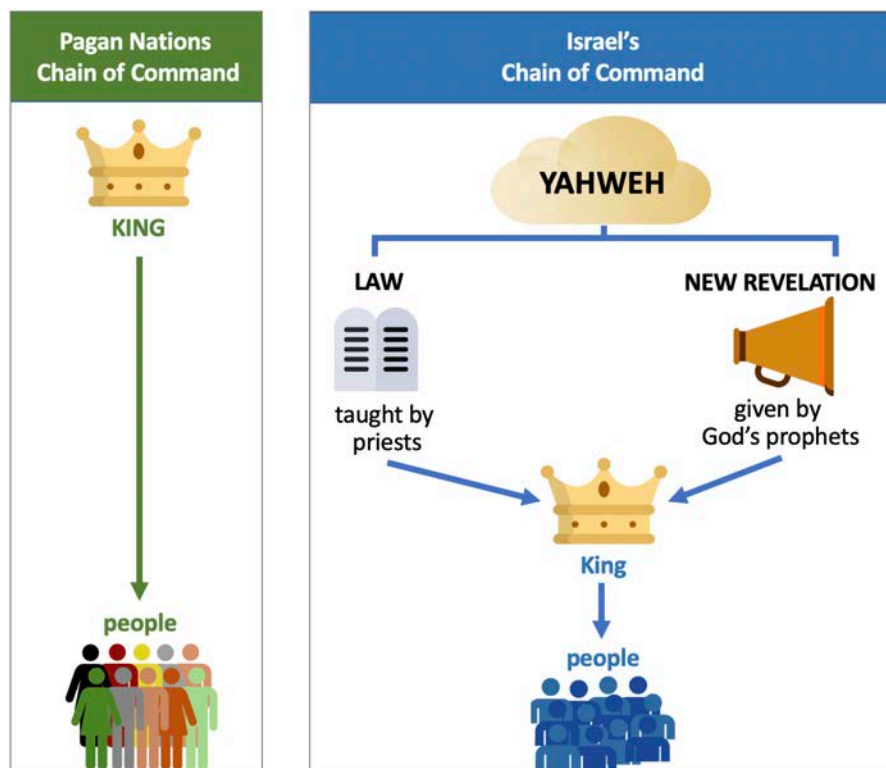 Pagan Nations
Chain of Command
KING
people
Israel's
Chain of Command
YAHWEH
LAW
taught by
priests
NEW REVELATION
given by
God's prophets
King
people